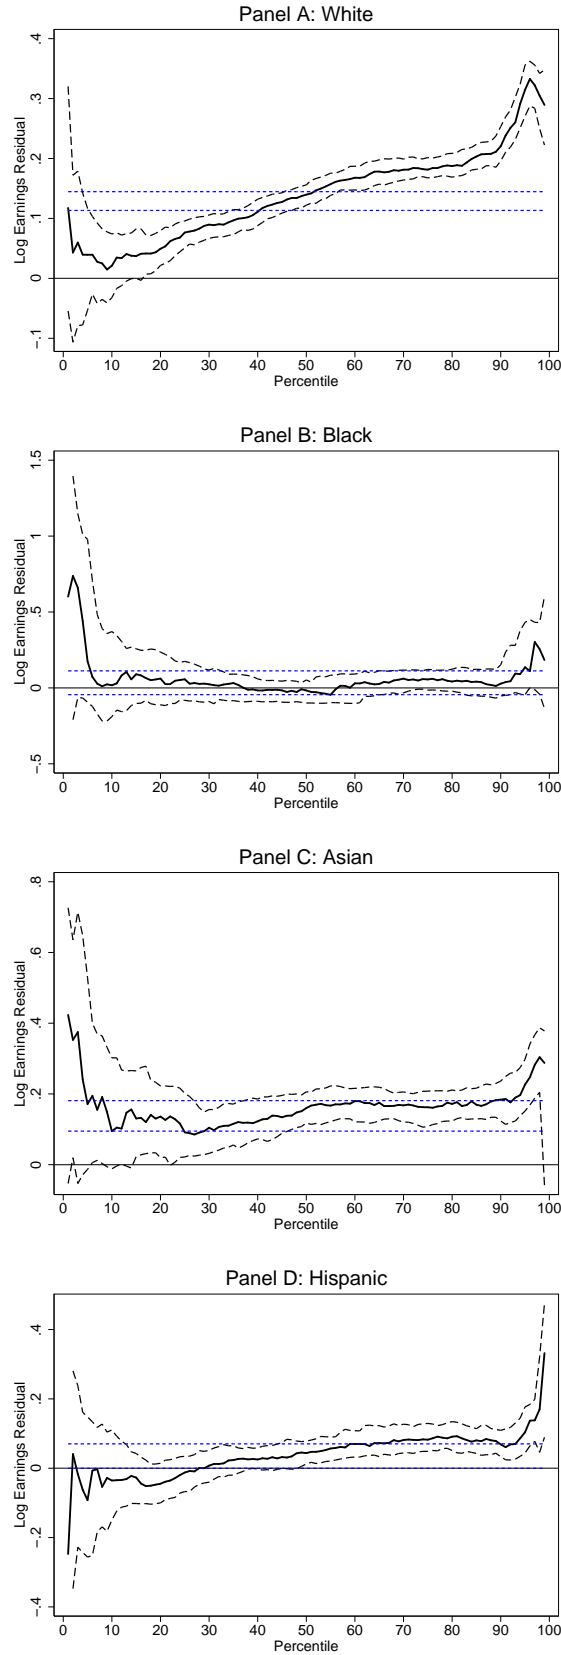 Panel A: White
Log Earnings Residual
.4
.3
.2
.1
0
-.1
0 10 20 30 40 50 60 70 80 90 100
Percentile
Panel B: Black
Log Earnings Residual
1.5
1
.5
0
-.5
0 10 20 30 40 50 60 70 80 90 100
Percentile
Panel C: Asian
Log Earnings Residual
.8
.6
.4
.2
0
0 10 20 30 40 50 60 70 80 90 100
Percentile
Panel D: Hispanic
Log Earnings Residual
.4
.2
0
-.2
-.4
0 10 20 30 40 50 60 70 80 90 100
Percentile